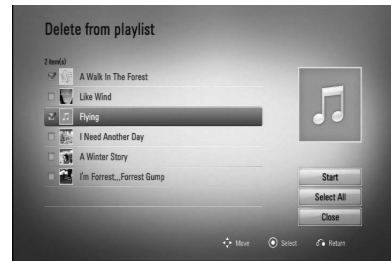 Delete from playlist
2 item(s)
A Walk In The Forest
Like Wind
Flying
I Need Another Day
A Winter Story
I'm Forrest,,,Forrest Gump
Start
Select All
Close
Move Select Return